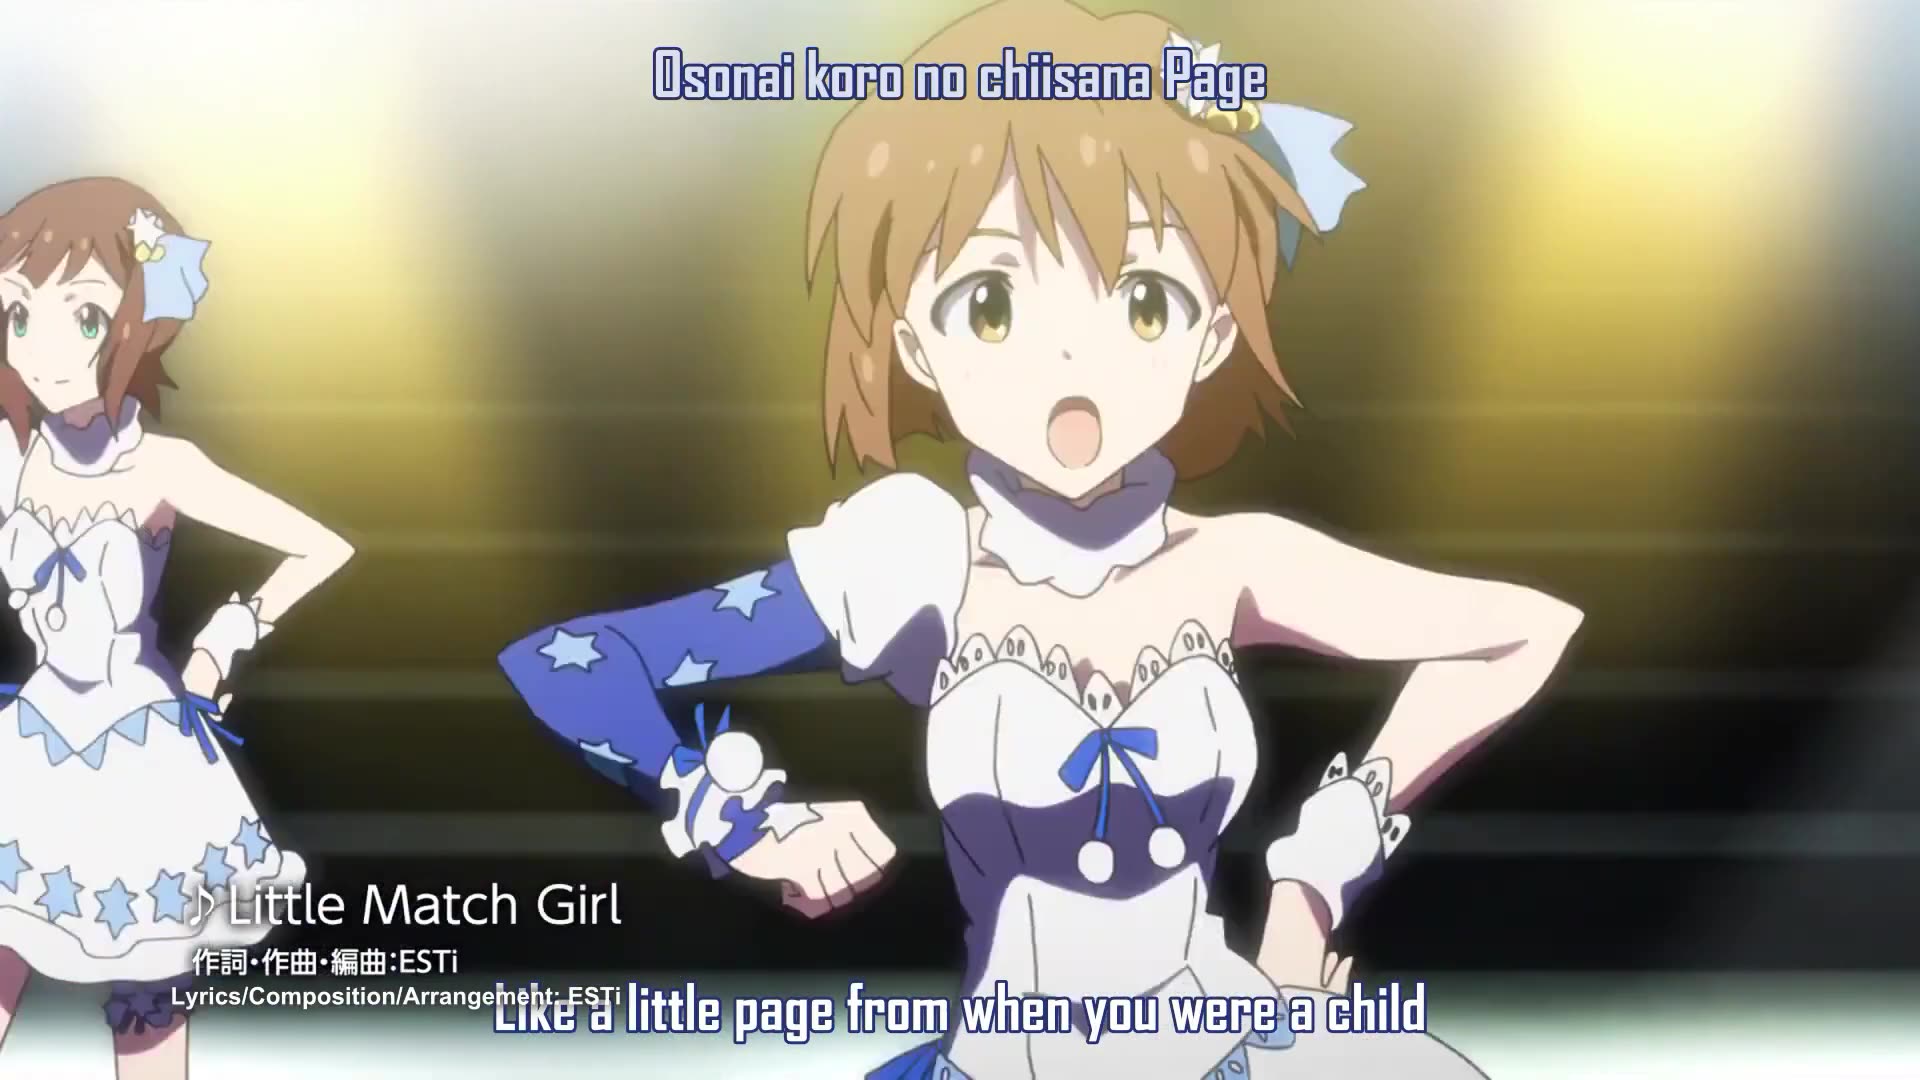 Osonai koro no chiisana Page
♪Little Match Girl
作詞・作曲・編曲:ESTi
Lyrics/Composition/Arrangement: ESTi
Like a little page from when you were a child